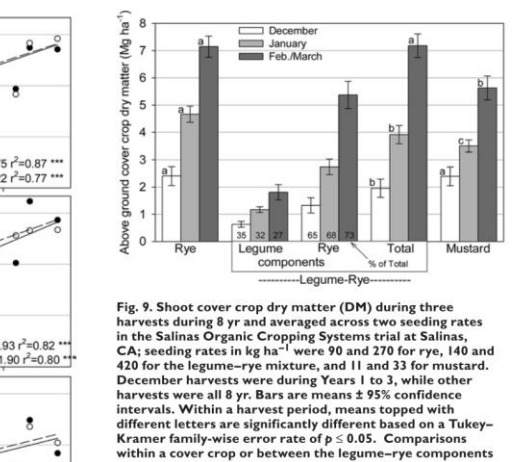 5 r²=0.87 ***
2 r²=0.77 ***
.93 r²=0.82 ***
1.90 r²=0.80 ***
Above ground cover crop dry matter (Mg ha⁻¹)
8
7
6
5
4
3
2
1
0
December
January
Feb./March
a
a
a
a
b
b
a
b
c
35 32 27
65 68 73
Rye Legume Rye Total Mustard
components
% of Total
----------Legume-Rye----------
Fig. 9. Shoot cover crop dry matter (DM) during three
harvests during 8 yr and averaged across two seeding rates
in the Salinas Organic Cropping Systems trial at Salinas,
CA; seeding rates in kg ha⁻¹ were 90 and 270 for rye, 140 and
420 for the legume–rye mixture, and 11 and 33 for mustard.
December harvests were during Years 1 to 3, while other
harvests were all 8 yr. Bars are means ± 95% confidence
intervals. Within a harvest period, means topped with
different letters are significantly different based on a Tukey–
Kramer family-wise error rate of p ≤ 0.05. Comparisons
within a cover crop or between the legume–rye components